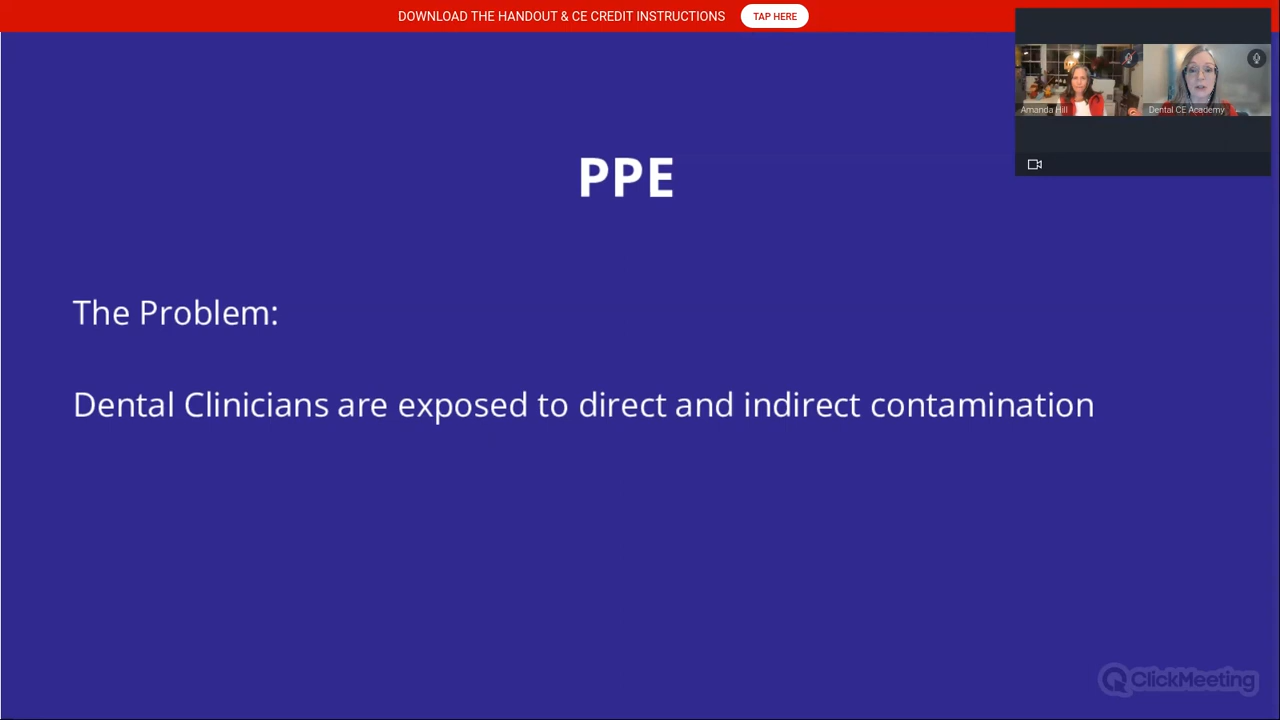 DOWNLOAD THE HANDOUT & CE CREDIT INSTRUCTIONS
TAP HERE
Amanda Hill
Dental CE Academy
PPE
The Problem:
Dental Clinicians are exposed to direct and indirect contamination
ClickMeeting